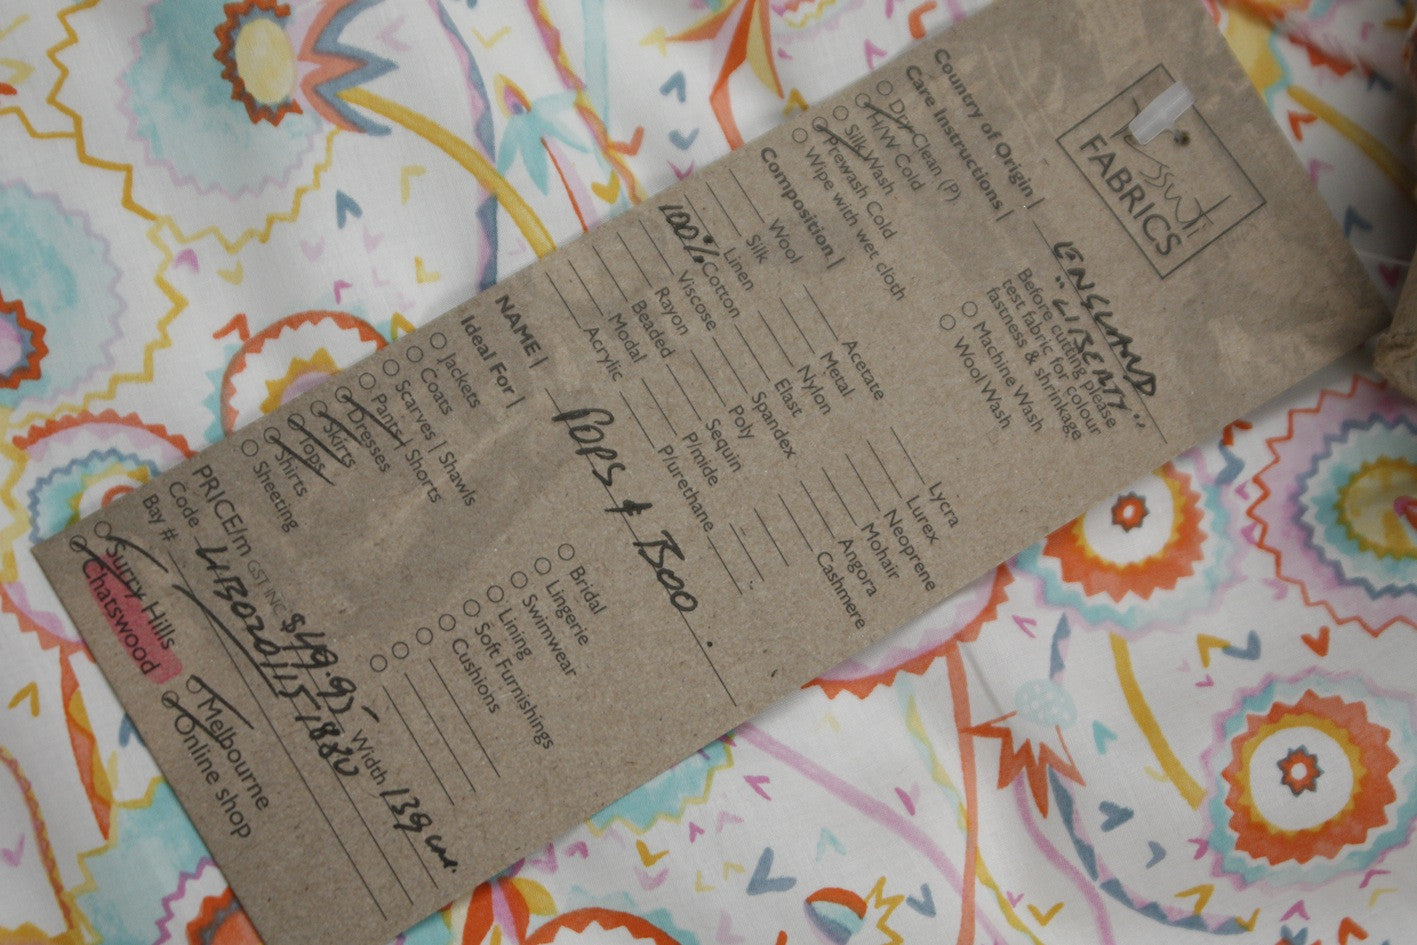 Tessuti
FABRICS
Country of Origin | ENGLAND
"LIBERTY"
Care Instructions |
Before cutting please
test fabric for colour
fastness & shrinkage
Dry Clean (P)
H/W Cold
Silk Wash
Prewash Cold
Wipe with wet cloth
Machine Wash
Wool Wash
Composition |
Wool
Silk
Linen
100% Cotton
Viscose
Rayon
Beaded
Modal
Acrylic
Acetate
Metal
Nylon
Elast
Spandex
Poly
Sequin
P/mide
P/urethane
Lycra
Lurex
Neoprene
Mohair
Angora
Cashmere
NAME | Pops & Boo
Ideal For |
Jackets
Coats
Scarves | Shawls
Pants | Shorts
Dresses
Skirts
Tops
Shirts
Sheeting
Bridal
Lingerie
Swimwear
Lining
Soft Furnishings
Cushions
PRICE/m GST INC $49.95 Width 139cm.
Code
Bay #
Surry Hills
Chatswood
Melbourne
Online shop